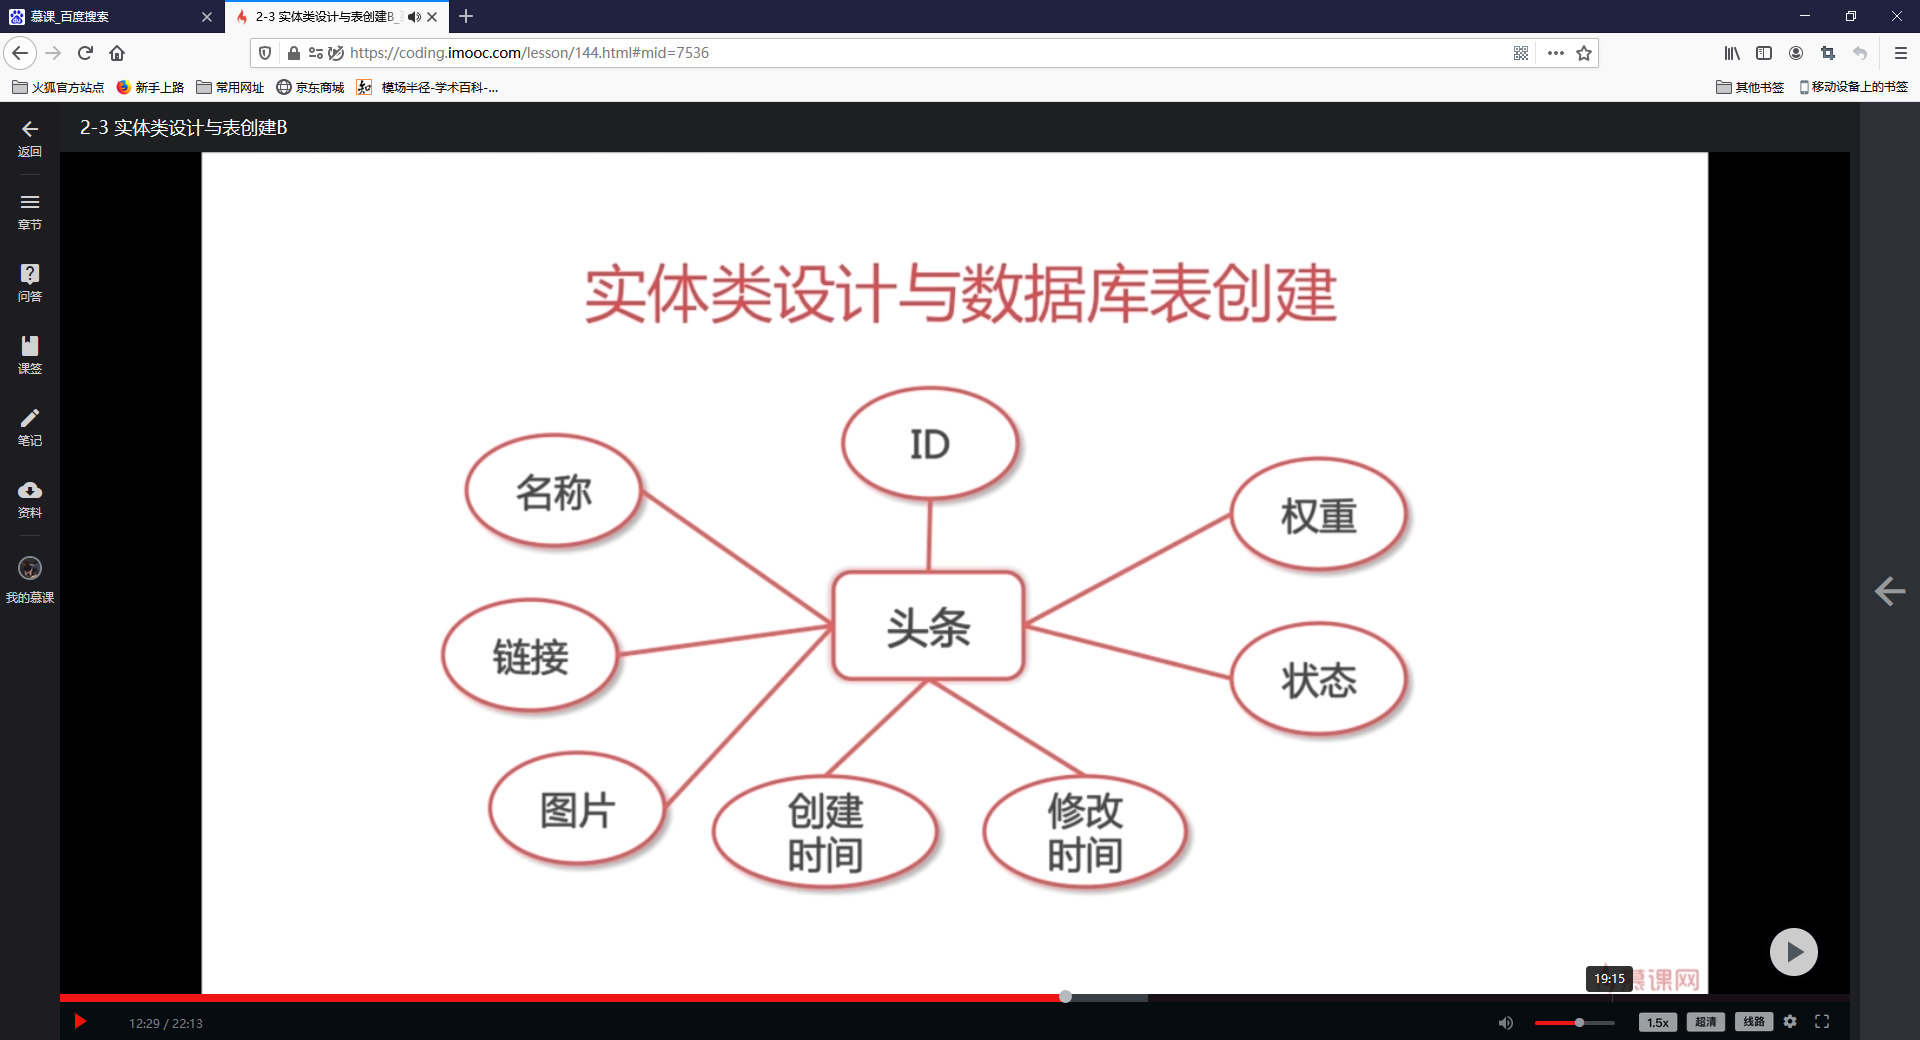 慕课_百度搜索
2-3 实体类设计与表创建B_
https://coding.imooc.com/lesson/144.html#mid=7536
火狐官方站点 新手上路 常用网址 京东商城 模场半径-学术百科-... 其他书签 移动设备上的书签
2-3 实体类设计与表创建B
返回
章节
问答
课签
笔记
资料
我的慕课
实体类设计与数据库表创建
ID
名称
权重
头条
链接
状态
图片
创建
时间
修改
时间
慕课网
19:15
12:29 / 22:13
1.5x 超清 线路